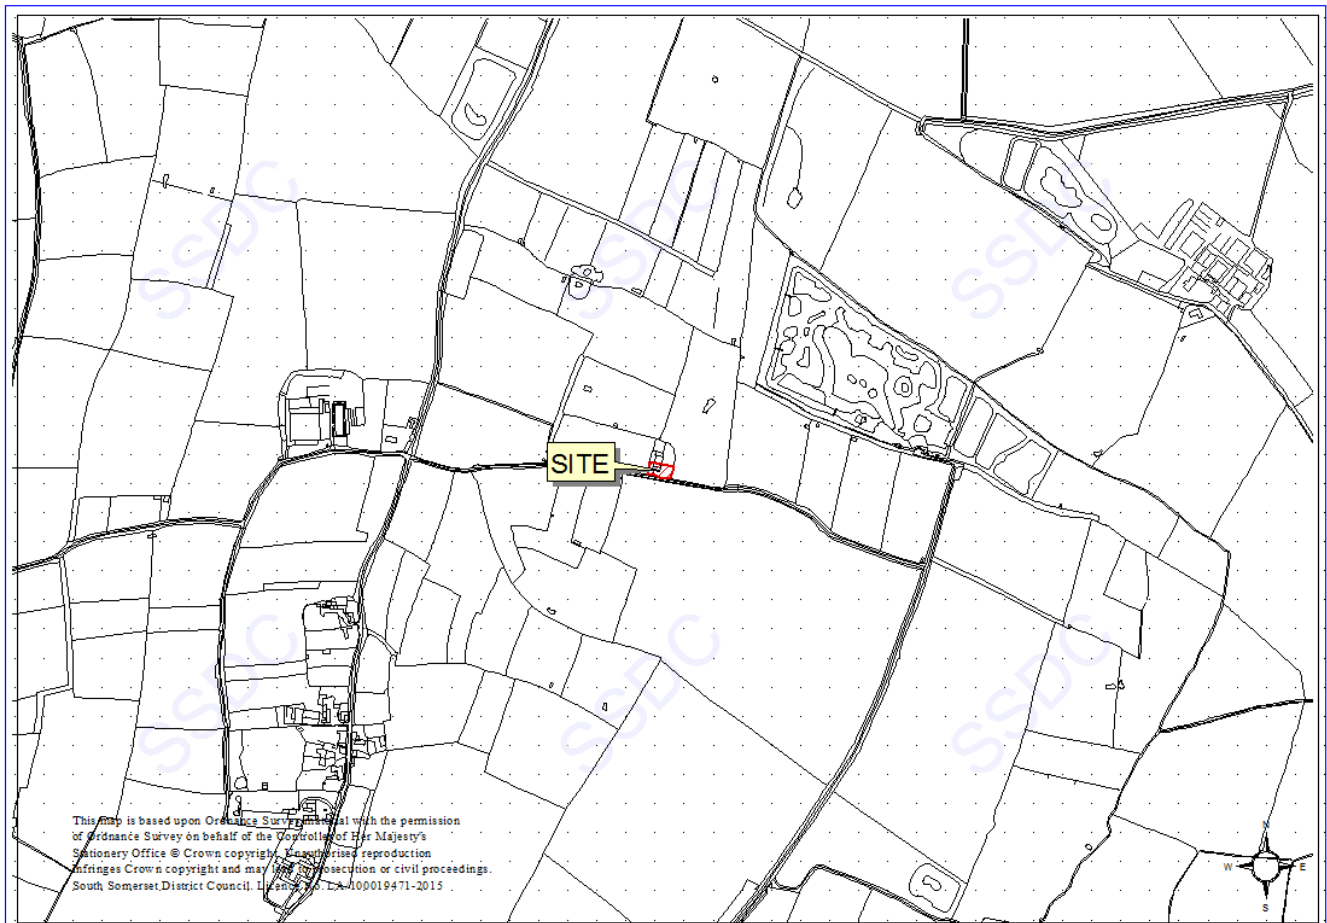 SSDC
SSDC
SSDC
SITE
SSDC
SSDC
SSDC
This map is based upon Ordnance Survey material with the permission
of Ordnance Survey on behalf of the Controller of Her Majesty's
Stationery Office © Crown copyright. Unauthorised reproduction
infringes Crown copyright and may lead to prosecution or civil proceedings.
South Somerset District Council. Licence No. LA 100019471-2015
N
W E
S